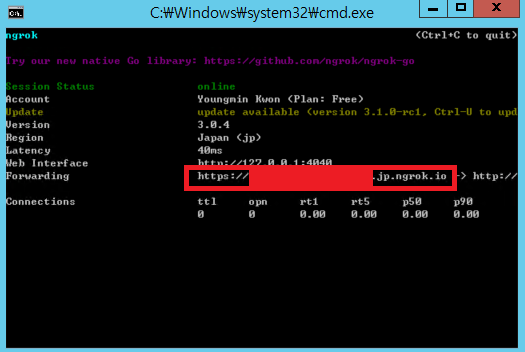 C:₩Windows₩system32₩cmd.exe
ngrok (Ctrl+C to quit)
Try our new native Go library: https://github.com/ngrok/ngrok-go
Session Status online
Account Youngmin Kwon (Plan: Free)
Update update available (version 3.1.0-rc1, Ctrl-U to upd
Version 3.0.4
Region Japan (jp)
Latency 40ms
Web Interface http://127.0.0.1:4040
Forwarding https:// .jp.ngrok.io -> http://
Connections ttl opn rt1 rt5 p50 p90
0 0 0.00 0.00 0.00 0.00